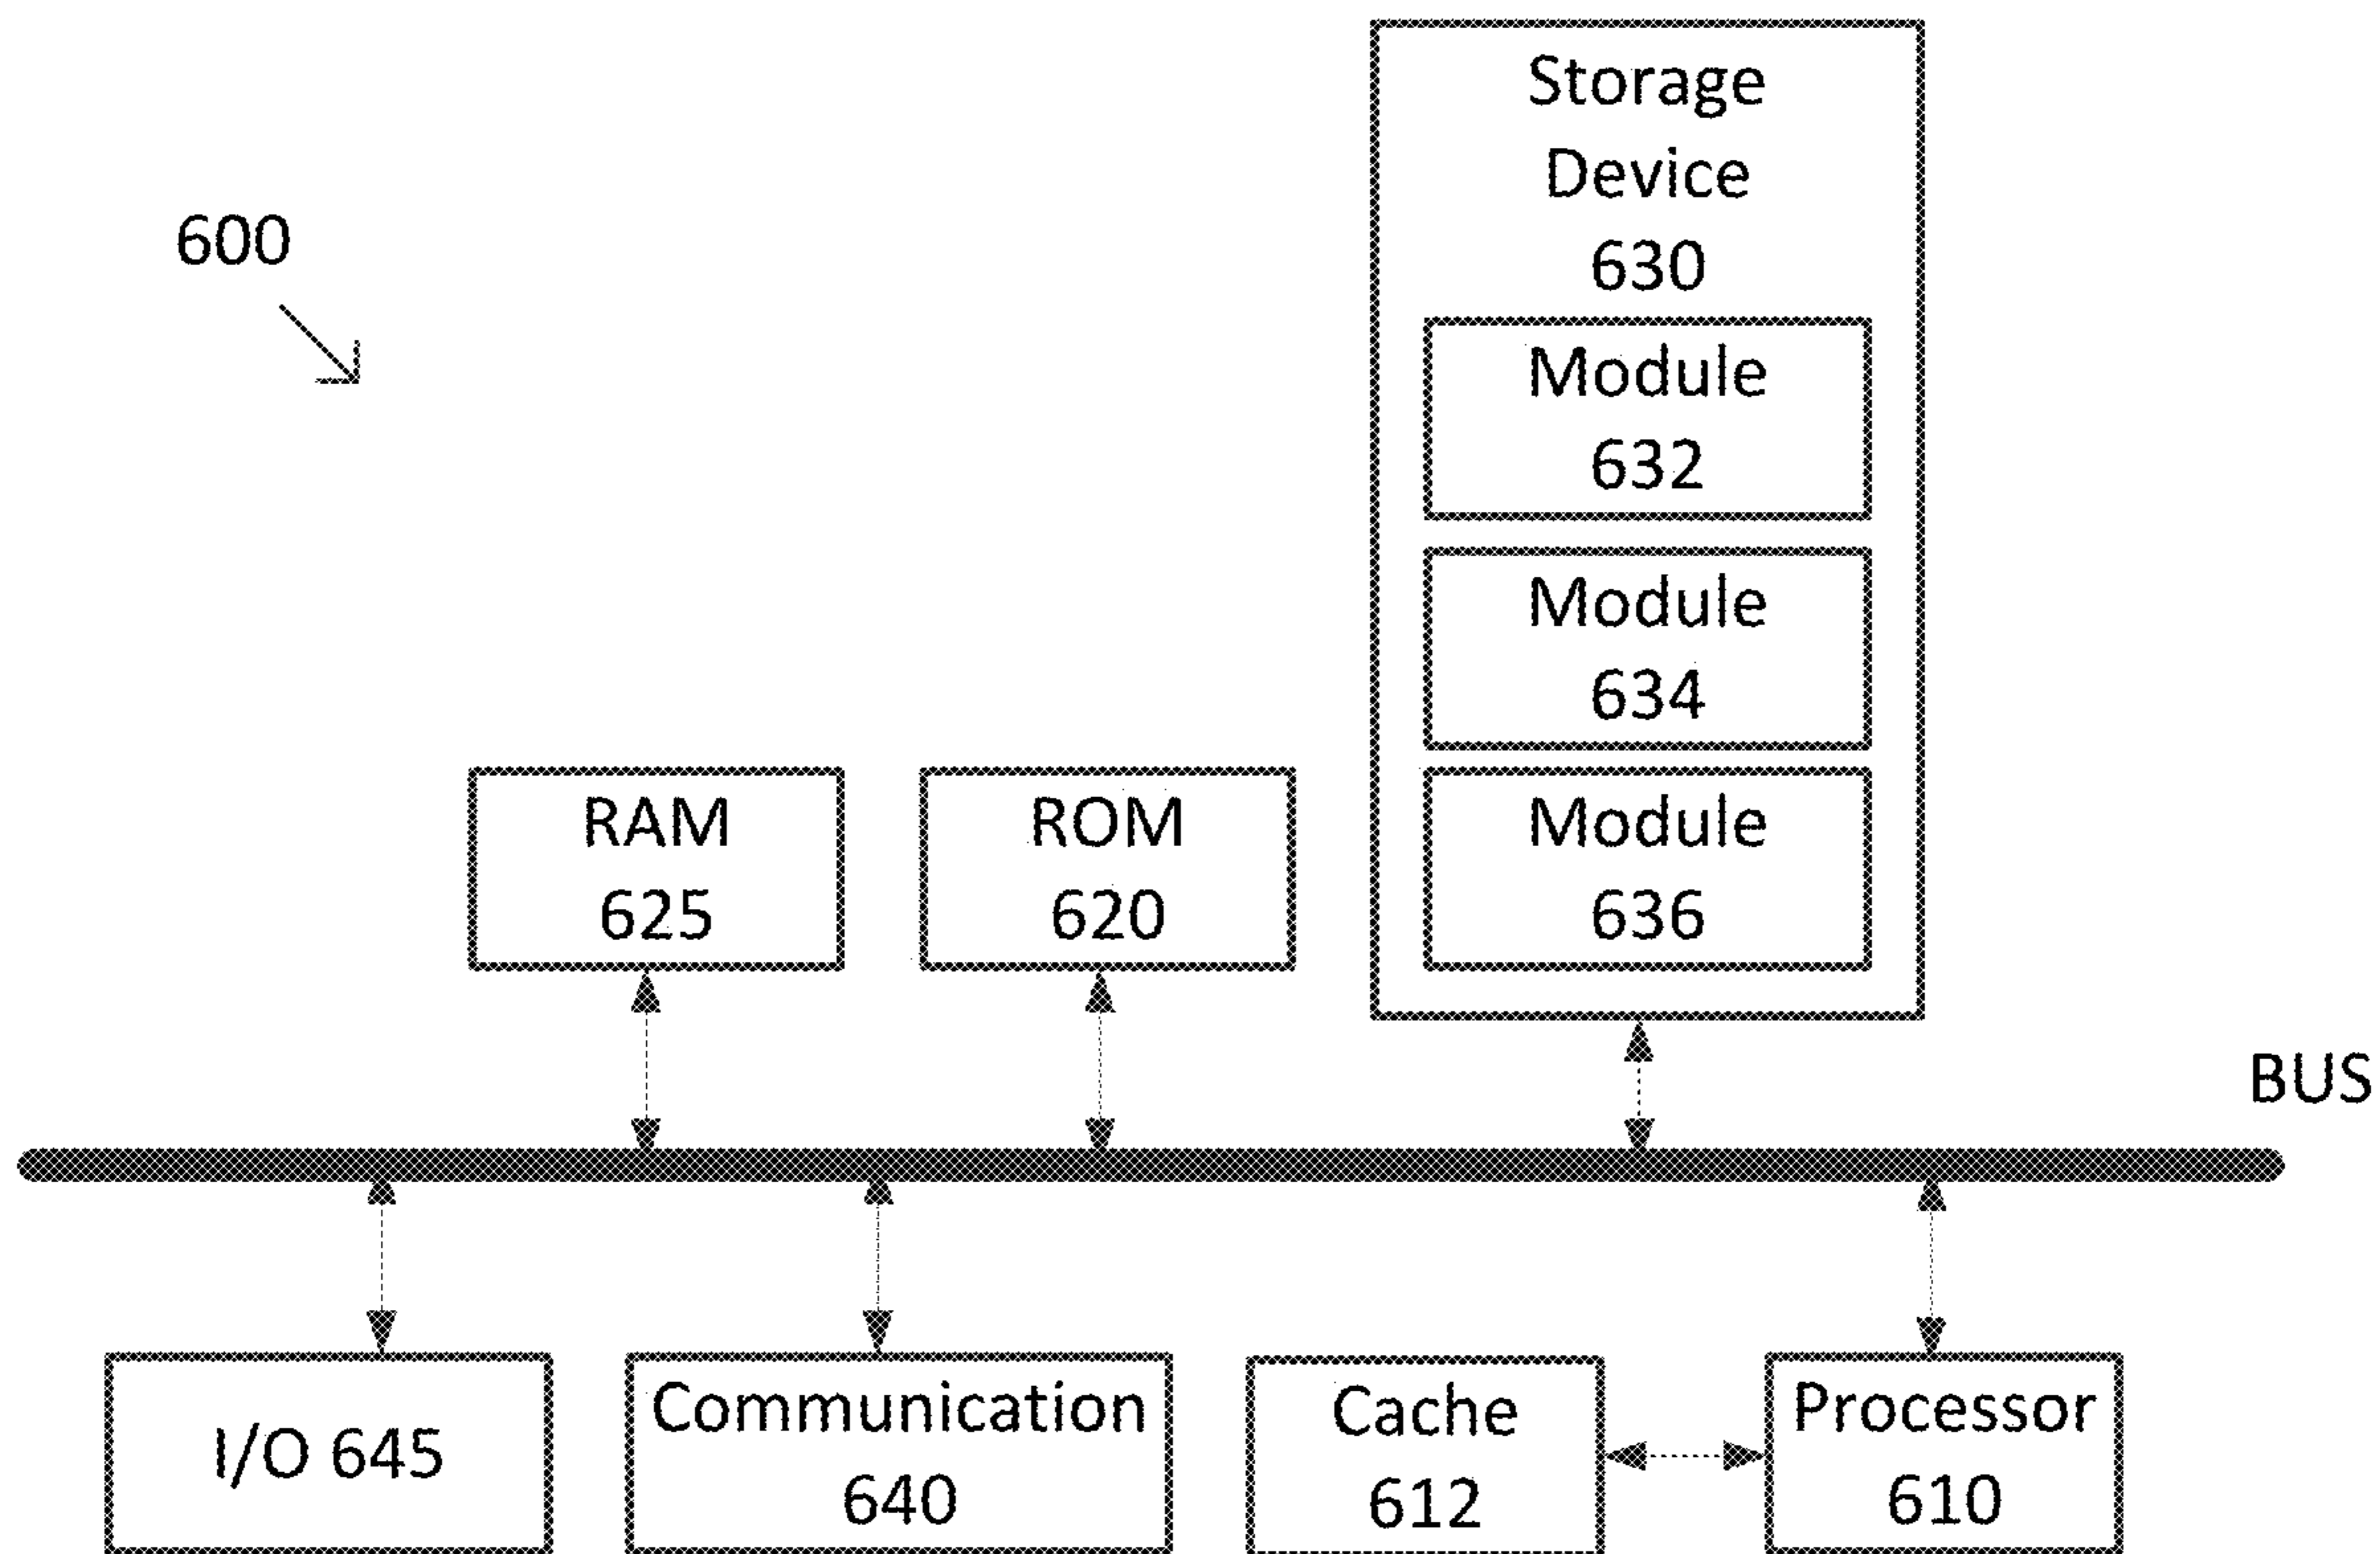 600
Storage
Device
630
Module
632
Module
634
Module
636
RAM
625
ROM
620
BUS
I/O 645
Communication
640
Cache
612
Processor
610